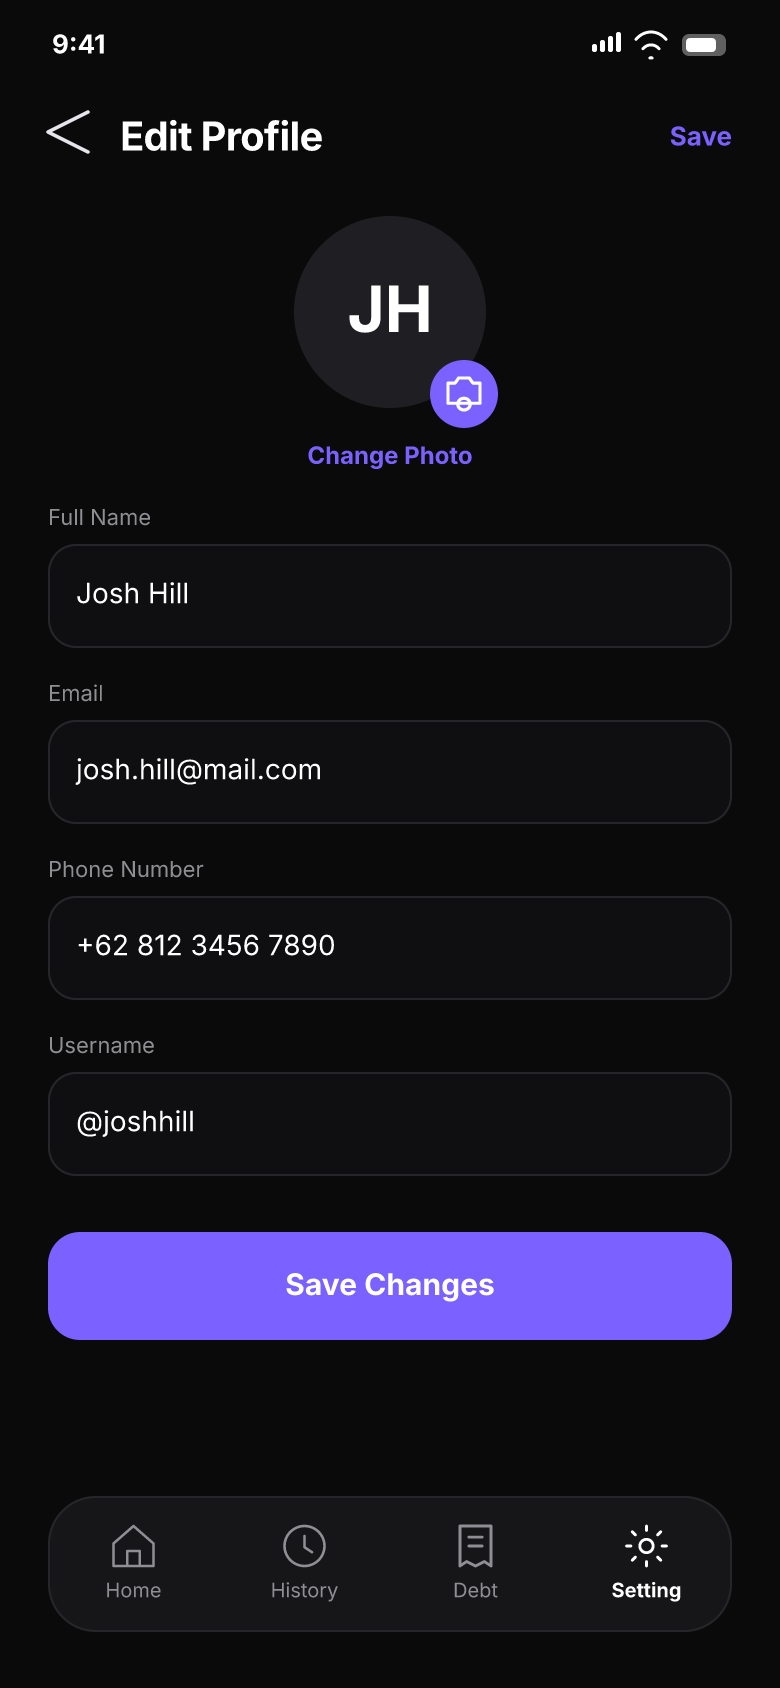 9:41
Edit Profile
Save
JH
Change Photo
Full Name
Josh Hill
Email
josh.hill@mail.com
Phone Number
+62 812 3456 7890
Username
@joshhill
Save Changes
Home History Debt Setting